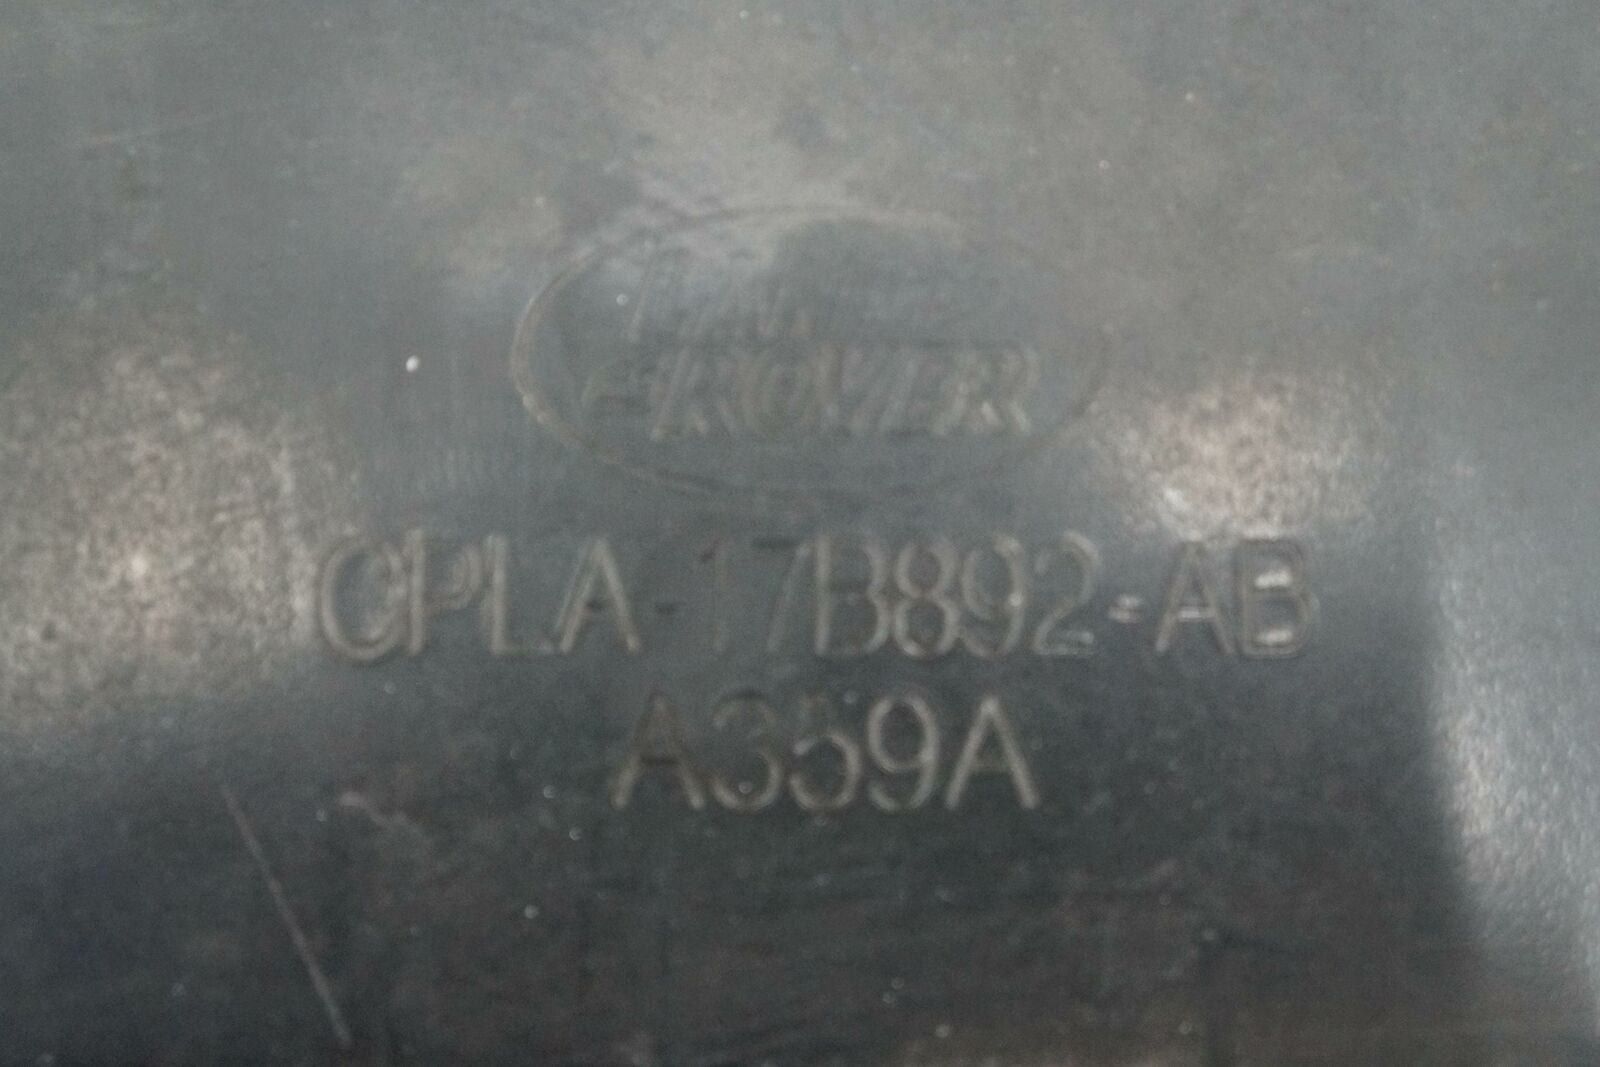 LAND
ROVER
CPLA-17B892-AB
A359A